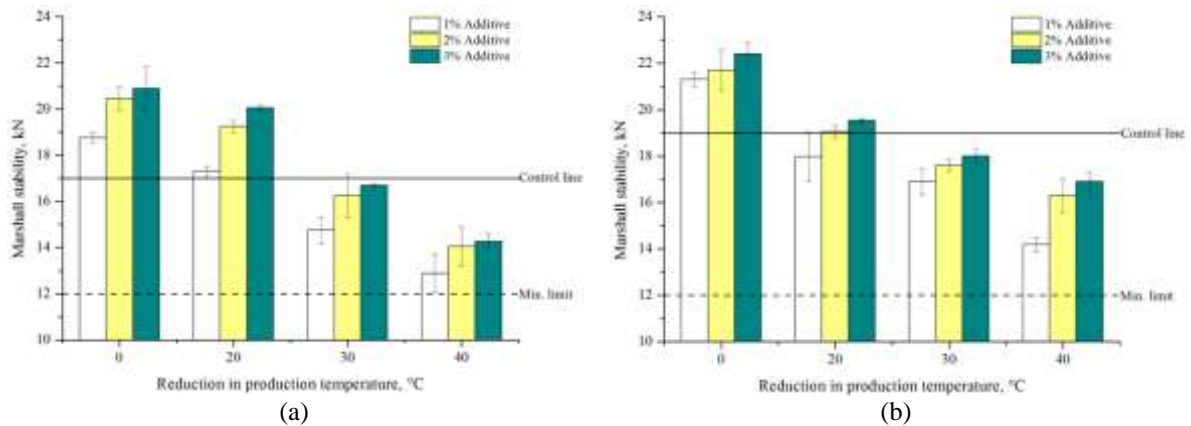 24
22
20
18
16
14
12
10
Marshall stability, kN
1% Additive
2% Additive
3% Additive
Control line
Min. limit
0 20 30 40
Reduction in production temperature, °C
(a)
24
22
20
18
16
14
12
10
Marshall stability, kN
1% Additive
2% Additive
3% Additive
Control line
Min. limit
0 20 30 40
Reduction in production temperature, °C
(b)